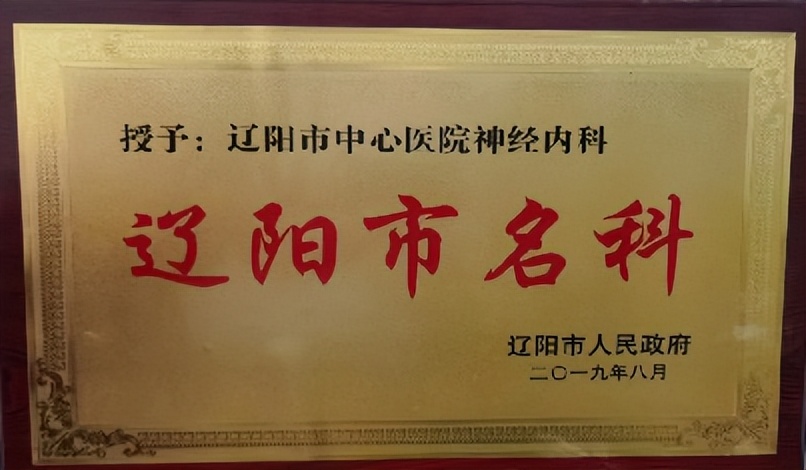 授予：辽阳市中心医院神经内科
辽阳市名科
辽阳市人民政府
二〇一九年八月